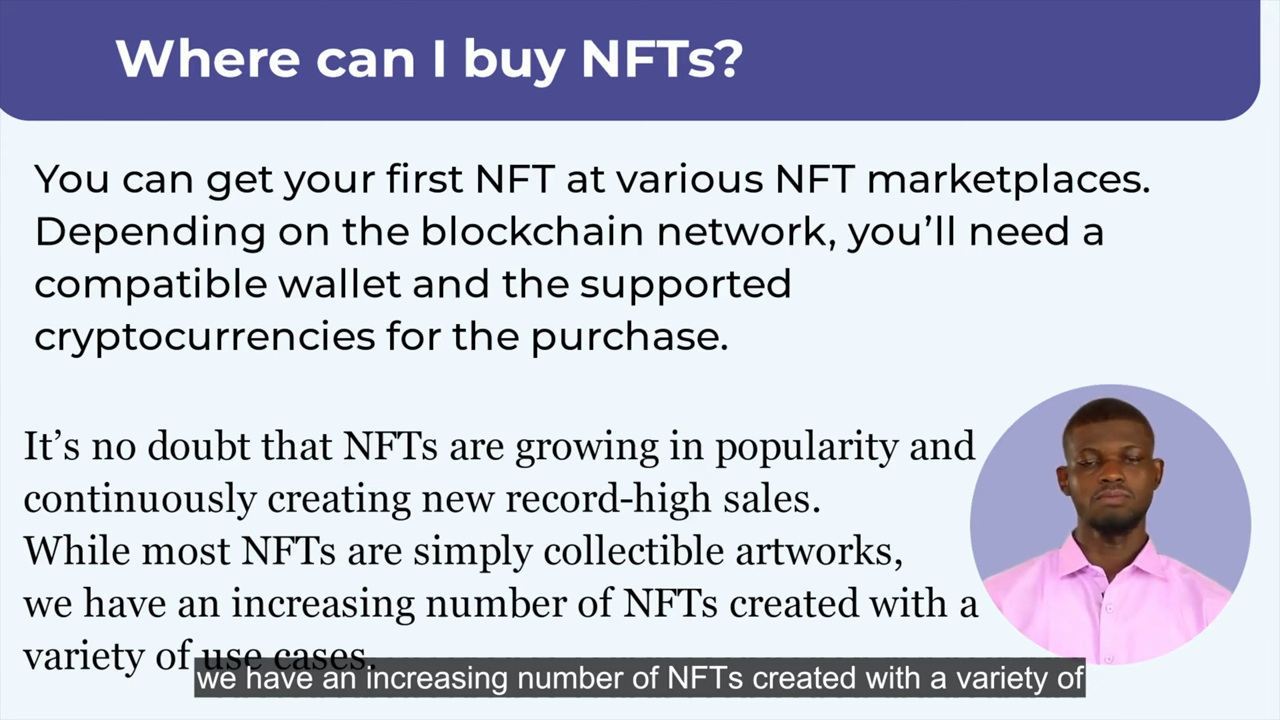 Where can I buy NFTs?
You can get your first NFT at various NFT marketplaces.
Depending on the blockchain network, you’ll need a
compatible wallet and the supported
cryptocurrencies for the purchase.
It’s no doubt that NFTs are growing in popularity and
continuously creating new record-high sales.
While most NFTs are simply collectible artworks,
we have an increasing number of NFTs created with a
variety of use cases.
we have an increasing number of NFTs created with a variety of